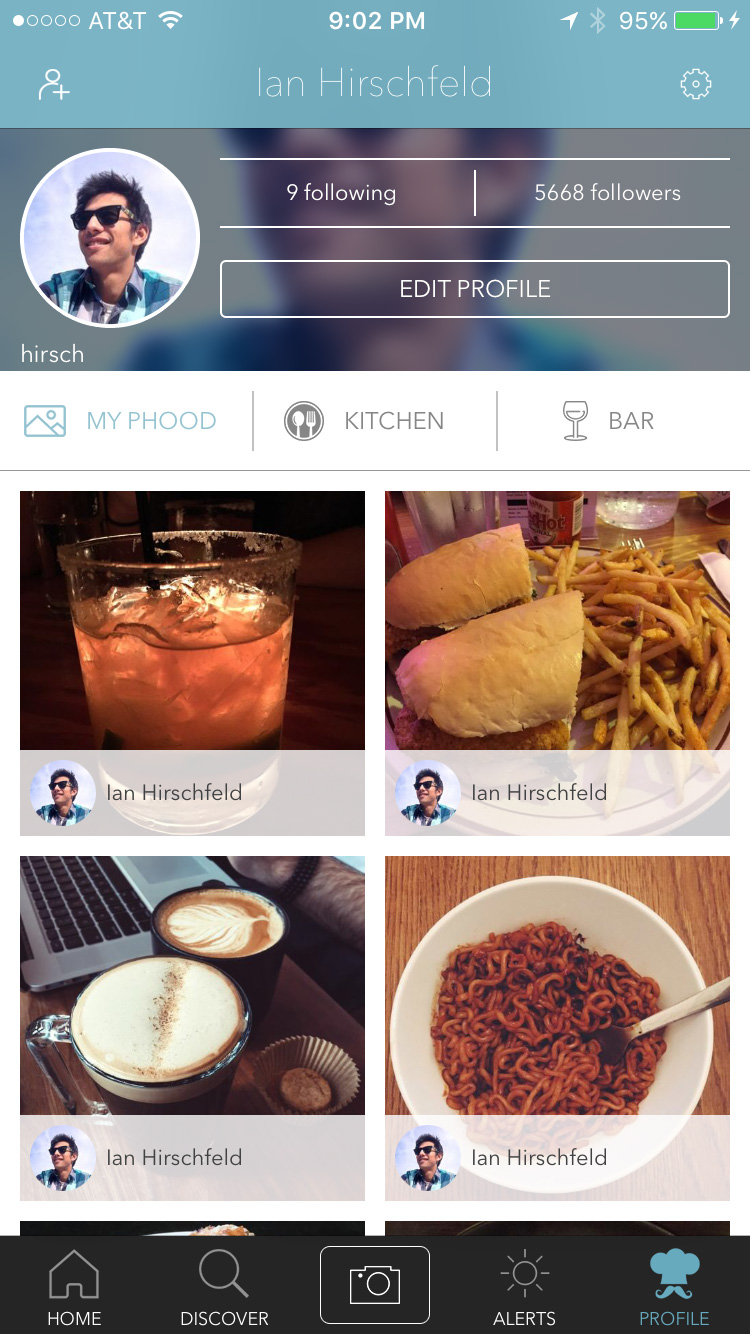 AT&T 9:02 PM 95%
Ian Hirschfeld
9 following 5668 followers
EDIT PROFILE
hirsch
MY PHOOD KITCHEN BAR
Hot
Ian Hirschfeld Ian Hirschfeld
Ian Hirschfeld Ian Hirschfeld
HOME DISCOVER ALERTS PROFILE